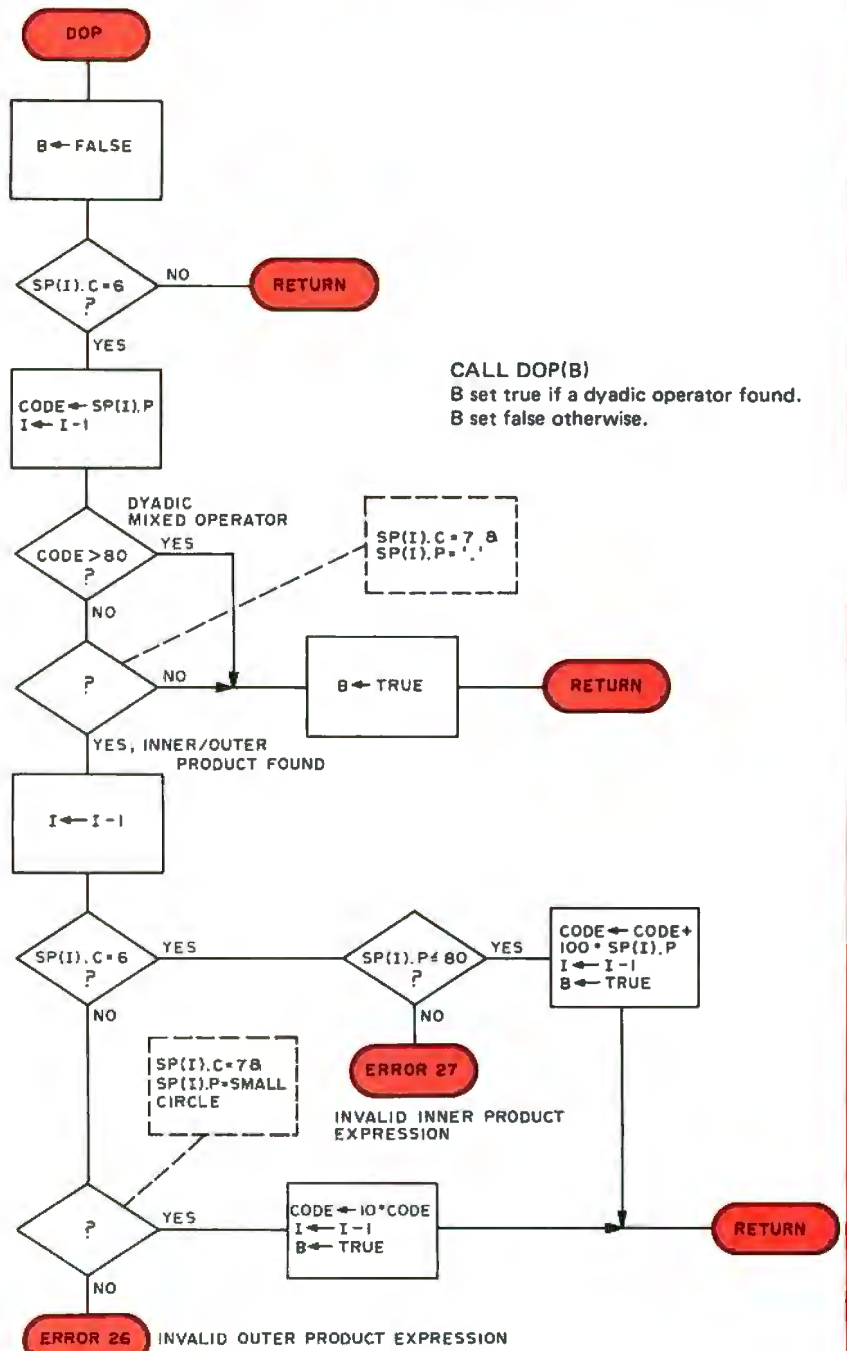 DOP
B←FALSE
SP(I).C=6
?
NO
RETURN
YES
CALL DOP(B)
B set true if a dyadic operator found.
B set false otherwise.
CODE←SP(I).P
I←I-1
DYADIC
MIXED OPERATOR
CODE>80
?
YES
NO
SP(I).C=7 &
SP(I).P='.'
?
NO
B←TRUE
RETURN
YES, INNER/OUTER
PRODUCT FOUND
I←I-1
SP(I).C=6
?
YES
NO
SP(I).P≤80
?
YES
NO
CODE←CODE+
100*SP(I).P
I←I-1
B←TRUE
ERROR 27
INVALID INNER PRODUCT
EXPRESSION
SP(I).C=7&
SP(I).P=SMALL
CIRCLE
?
YES
NO
CODE←10*CODE
I←I-1
B←TRUE
RETURN
ERROR 26
INVALID OUTER PRODUCT EXPRESSION